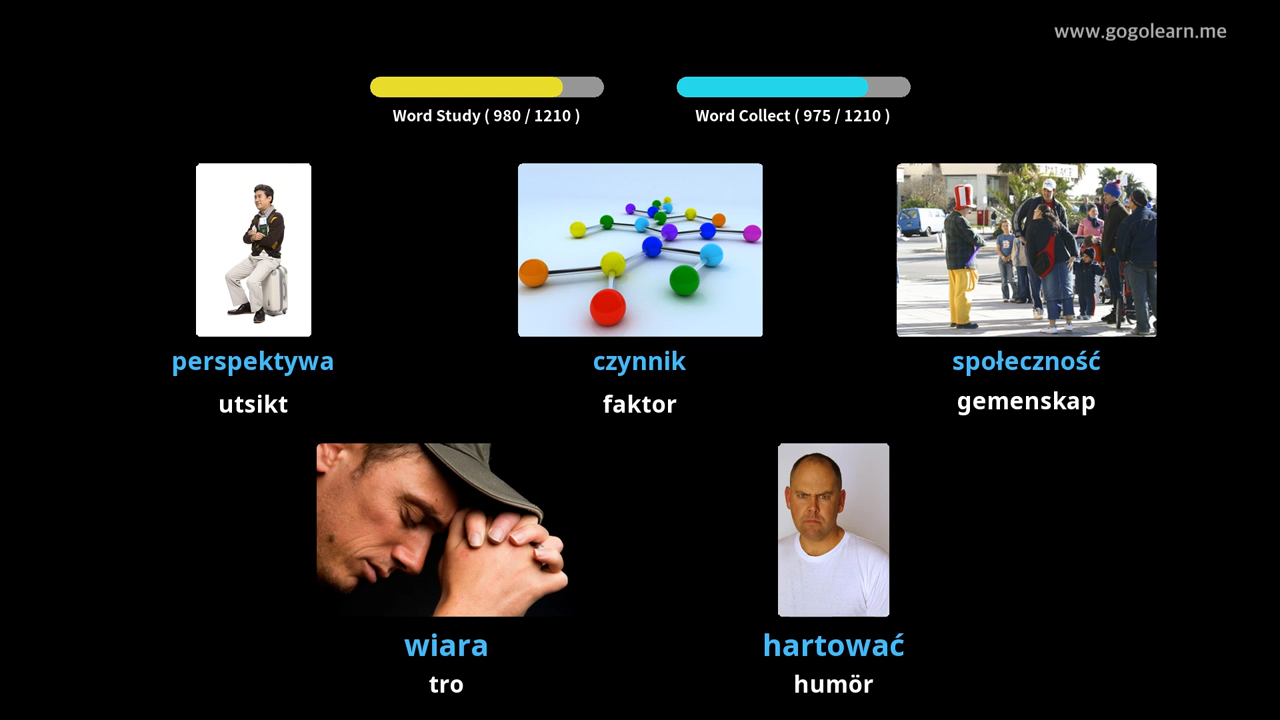 www.gogolearn.me
Word Study ( 980 / 1210 )
Word Collect ( 975 / 1210 )
perspektywa
utsikt
czynnik
faktor
społeczność
gemenskap
wiara
tro
hartować
humör